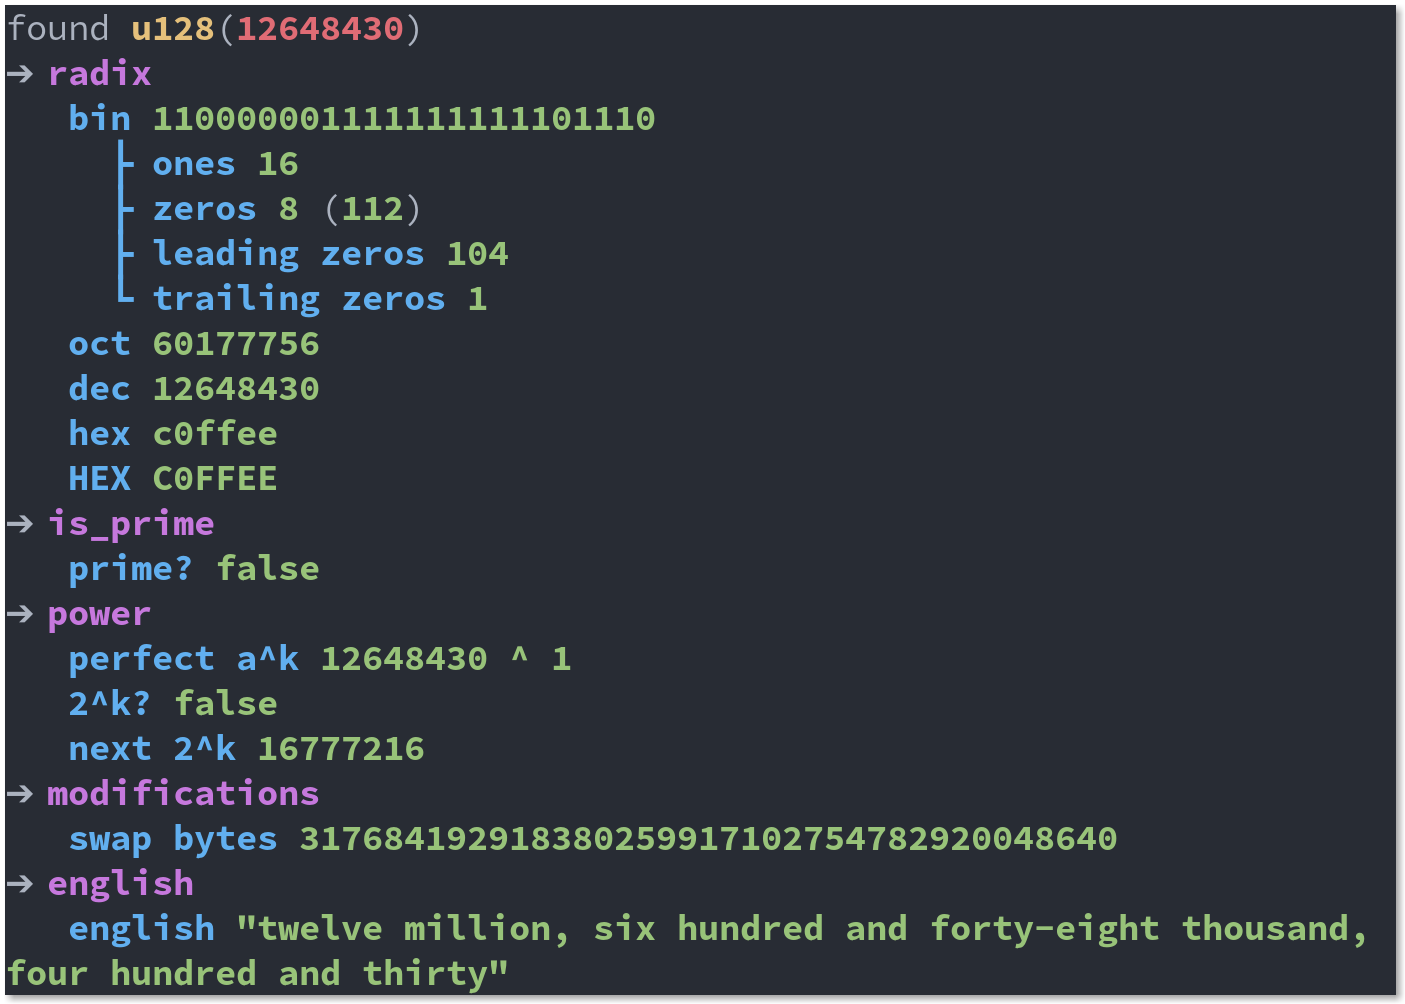 found u128(12648430)
➔ radix
bin 110000001111111111101110
├ ones 16
├ zeros 8 (112)
├ leading zeros 104
└ trailing zeros 1
oct 60177756
dec 12648430
hex c0ffee
HEX C0FFEE
➔ is_prime
prime? false
➔ power
perfect a^k 12648430 ^ 1
2^k? false
next 2^k 16777216
➔ modifications
swap bytes 317684192918380259917102754782920048640
➔ english
english "twelve million, six hundred and forty-eight thousand,
four hundred and thirty"